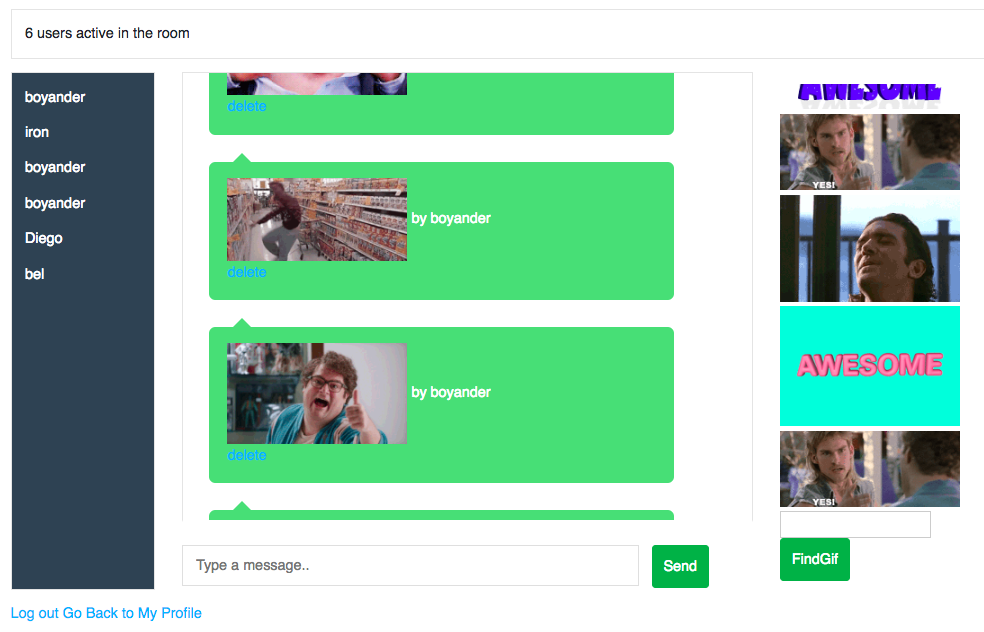 6 users active in the room
boyander
iron
boyander
boyander
Diego
bel
delete
by boyander
delete
by boyander
delete
Type a message..
Send
AWESOME
YES!
AWESOME
YES!
FindGif
Log out Go Back to My Profile